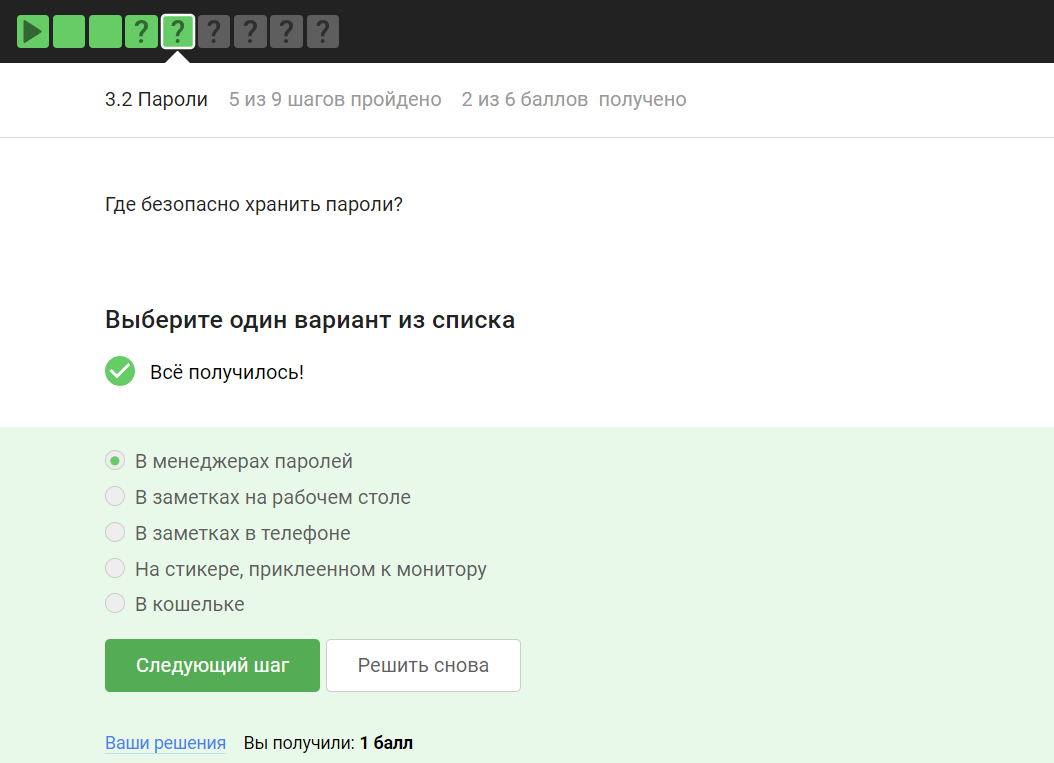 ? ? ? ? ? ?
3.2 Пароли 5 из 9 шагов пройдено 2 из 6 баллов получено
Где безопасно хранить пароли?
Выберите один вариант из списка
Всё получилось!
В менеджерах паролей
В заметках на рабочем столе
В заметках в телефоне
На стикере, приклеенном к монитору
В кошельке
Следующий шаг Решить снова
Ваши решения Вы получили: 1 балл